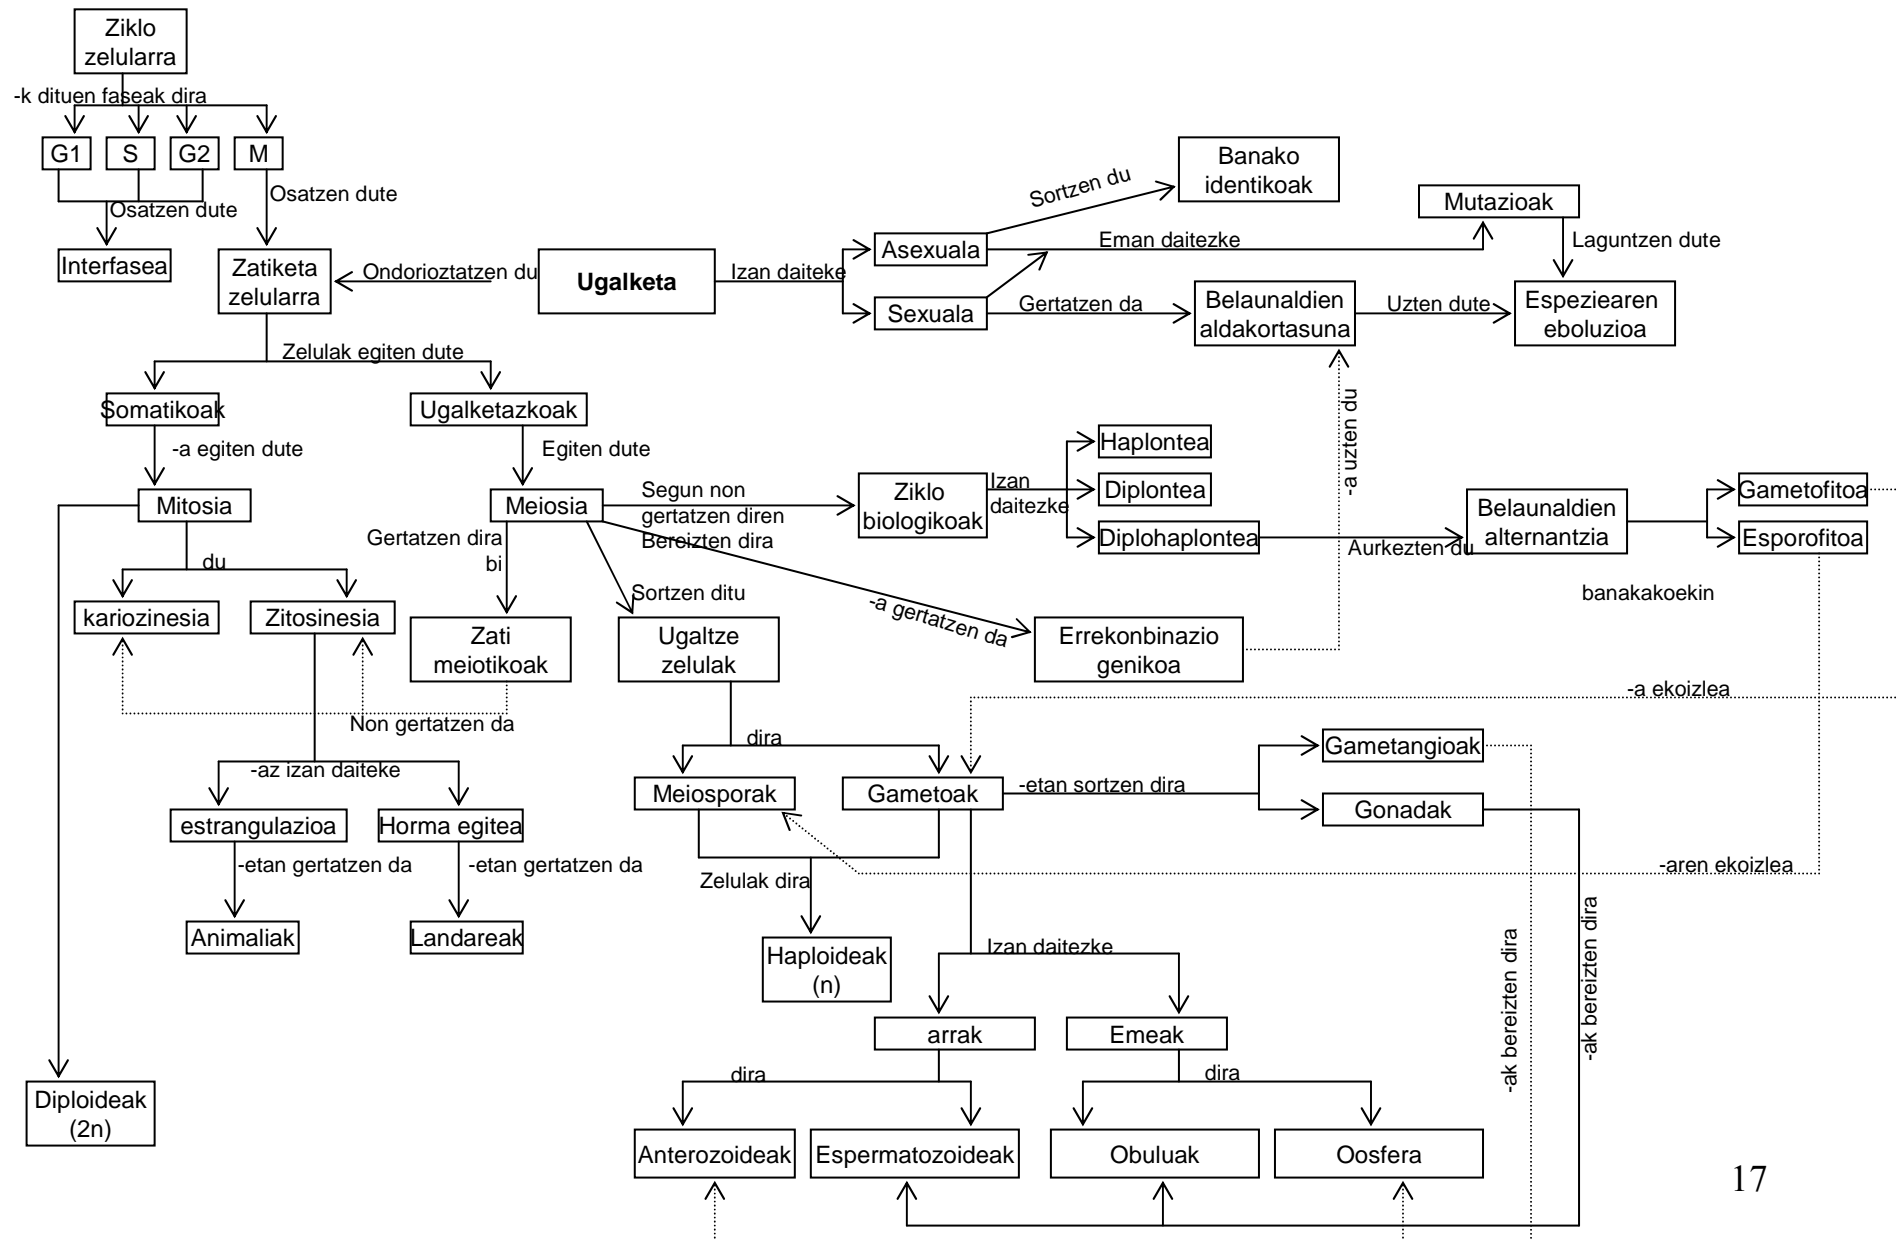 Ziklo
zelularra
-k dituen faseak dira
G1
S
G2
M
Osatzen dute
Osatzen dute
Interfasea
Zatiketa
zelularra
Ondorioztatzen du
Ugalketa
Izan daiteke
Asexuala
Sexuala
Sortzen du
Banako
identikoak
Eman daitezke
Mutazioak
Laguntzen dute
Gertatzen da
Belaunaldien
aldakortasuna
Uzten dute
Espeziearen
eboluzioa
Zelulak egiten dute
Somatikoak
Ugalketazkoak
-a egiten dute
Egiten dute
Mitosia
Meiosia
Segun non
gertatzen diren
Bereizten dira
Ziklo
biologikoak
Izan
daitezke
Haplontea
Diplontea
Diplohaplontea
-a uzten du
Aurkezten du
Belaunaldien
alternantzia
Gametofitoa
Esporofitoa
banakakoekin
du
kariozinesia
Zitosinesia
Gertatzen dira
bi
Zati
meiotikoak
Sortzen ditu
Ugaltze
zelulak
-a gertatzen da
Errekonbinazio
genikoa
Non gertatzen da
-a ekoizlea
dira
-az izan daiteke
estrangulazioa
Horma egitea
-etan gertatzen da
-etan gertatzen da
Animaliak
Landareak
Meiosporak
Gametoak
-etan sortzen dira
Gametangioak
Gonadak
Zelulak dira
-aren ekoizlea
Haploideak
(n)
Izan daitezke
arrak
Emeak
-ak bereizten dira
-ak bereizten dira
dira
dira
Diploideak
(2n)
Anterozoideak
Espermatozoideak
Obuluak
Oosfera
17